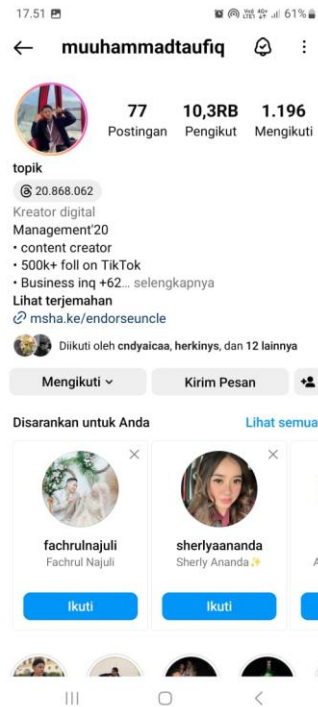 17.51 61%
muuhammadtaufiq
77 10,3RB 1.196
Postingan Pengikut Mengikuti
topik
20.868.062
Kreator digital
Management'20
• content creator
• 500k+ foll on TikTok
• Business inq +62... selengkapnya
Lihat terjemahan
msha.ke/endorseuncle
Diikuti oleh cndyaicaa, herkinys, dan 12 lainnya
Mengikuti Kirim Pesan
Disarankan untuk Anda Lihat semua
fachrulnajuli sherlyaananda
Fachrul Najuli Sherly Ananda✨
Ikuti Ikuti